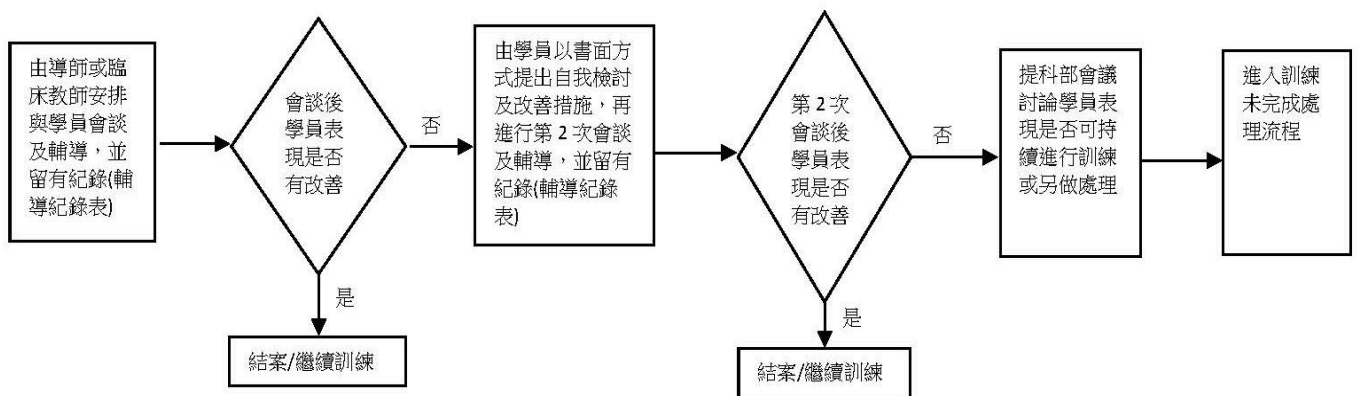 由導師或臨
床教師安排
與學員會談
及輔導，並
留有紀錄(輔
導紀錄表)
會談後
學員表
現是否
有改善
否
是
結案/繼續訓練
由學員以書面方
式提出自我檢討
及改善措施，再
進行第2次會談
及輔導，並留有
紀錄(輔導紀錄
表)
第2次
會談後
學員表
現是否
有改善
否
是
結案/繼續訓練
提科部會議
討論學員表
現是否可持
續進行訓練
或另做處理
進入訓練
未完成處
理流程